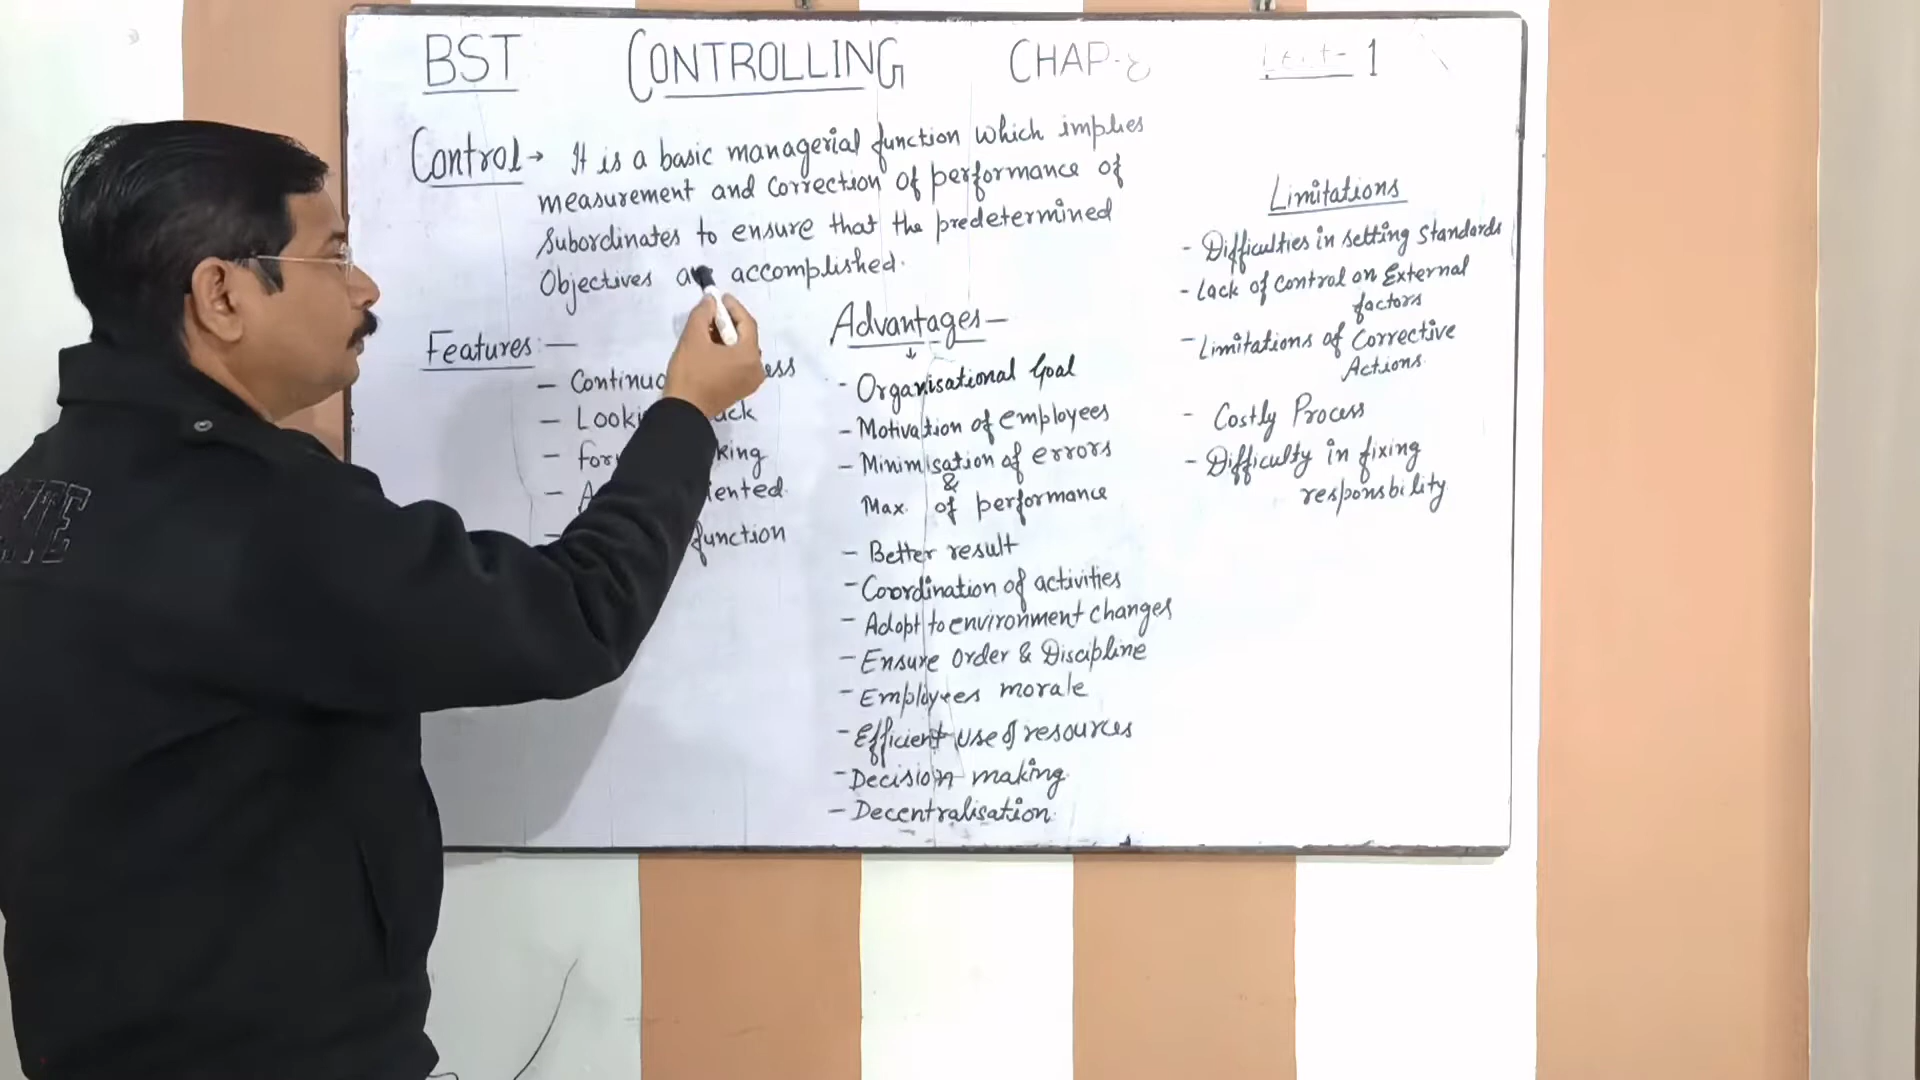 BST CONTROLLING CHAP-8 Lect-1
Control → It is a basic managerial function which implies
measurement and correction of performance of
subordinates to ensure that the predetermined
Objectives accomplished.
Features:—
— 
— 
— 
— 
— function
Advantages—
- Organisational Goal
- Motivation of employees
- Minimisation of errors
&
Max. of performance
- Better result
- Coordination of activities
- Adopt to environment changes
- Ensure Order & Discipline
- Employees morale
- Efficient use of resources
- Decision making
- Decentralisation.
Limitations
- Difficulties in setting Standards
- Lack of Control on External
factors
- Limitations of Corrective
Actions.
- Costly Process
- Difficulty in fixing
responsbility